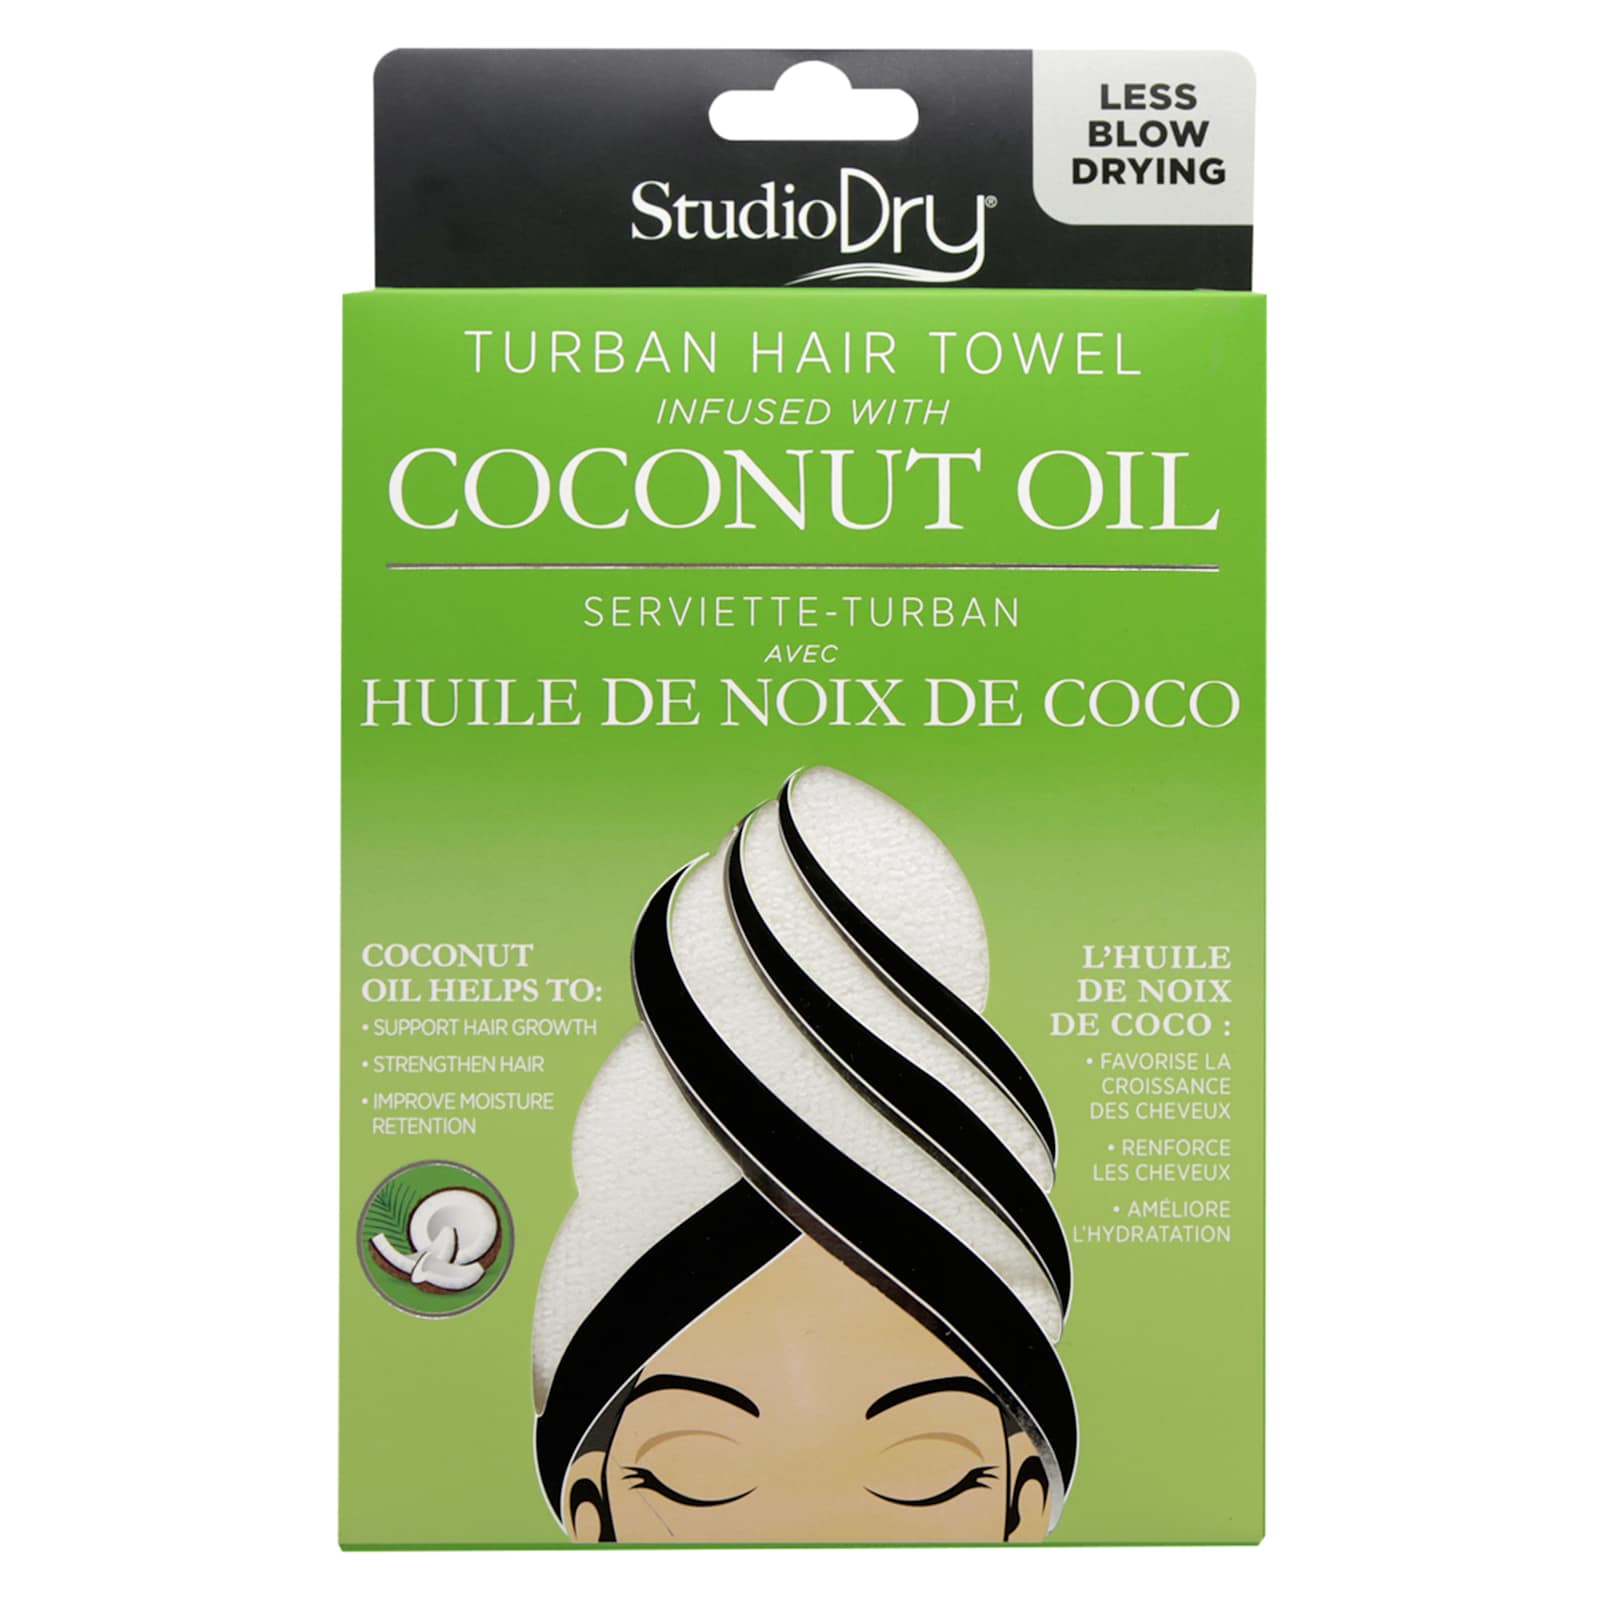 LESS
BLOW
DRYING
StudioDry®
TURBAN HAIR TOWEL
INFUSED WITH
COCONUT OIL
SERVIETTE-TURBAN
AVEC
HUILE DE NOIX DE COCO
COCONUT
OIL HELPS TO:
• SUPPORT HAIR GROWTH
• STRENGTHEN HAIR
• IMPROVE MOISTURE
RETENTION
L'HUILE
DE NOIX
DE COCO :
• FAVORISE LA
CROISSANCE
DES CHEVEUX
• RENFORCE
LES CHEVEUX
• AMÉLIORE
L'HYDRATATION